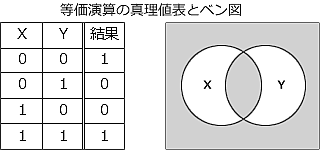 等価演算の真理値表とベン図
X Y 結果
0 0 1
0 1 0
1 0 0
1 1 1
X Y